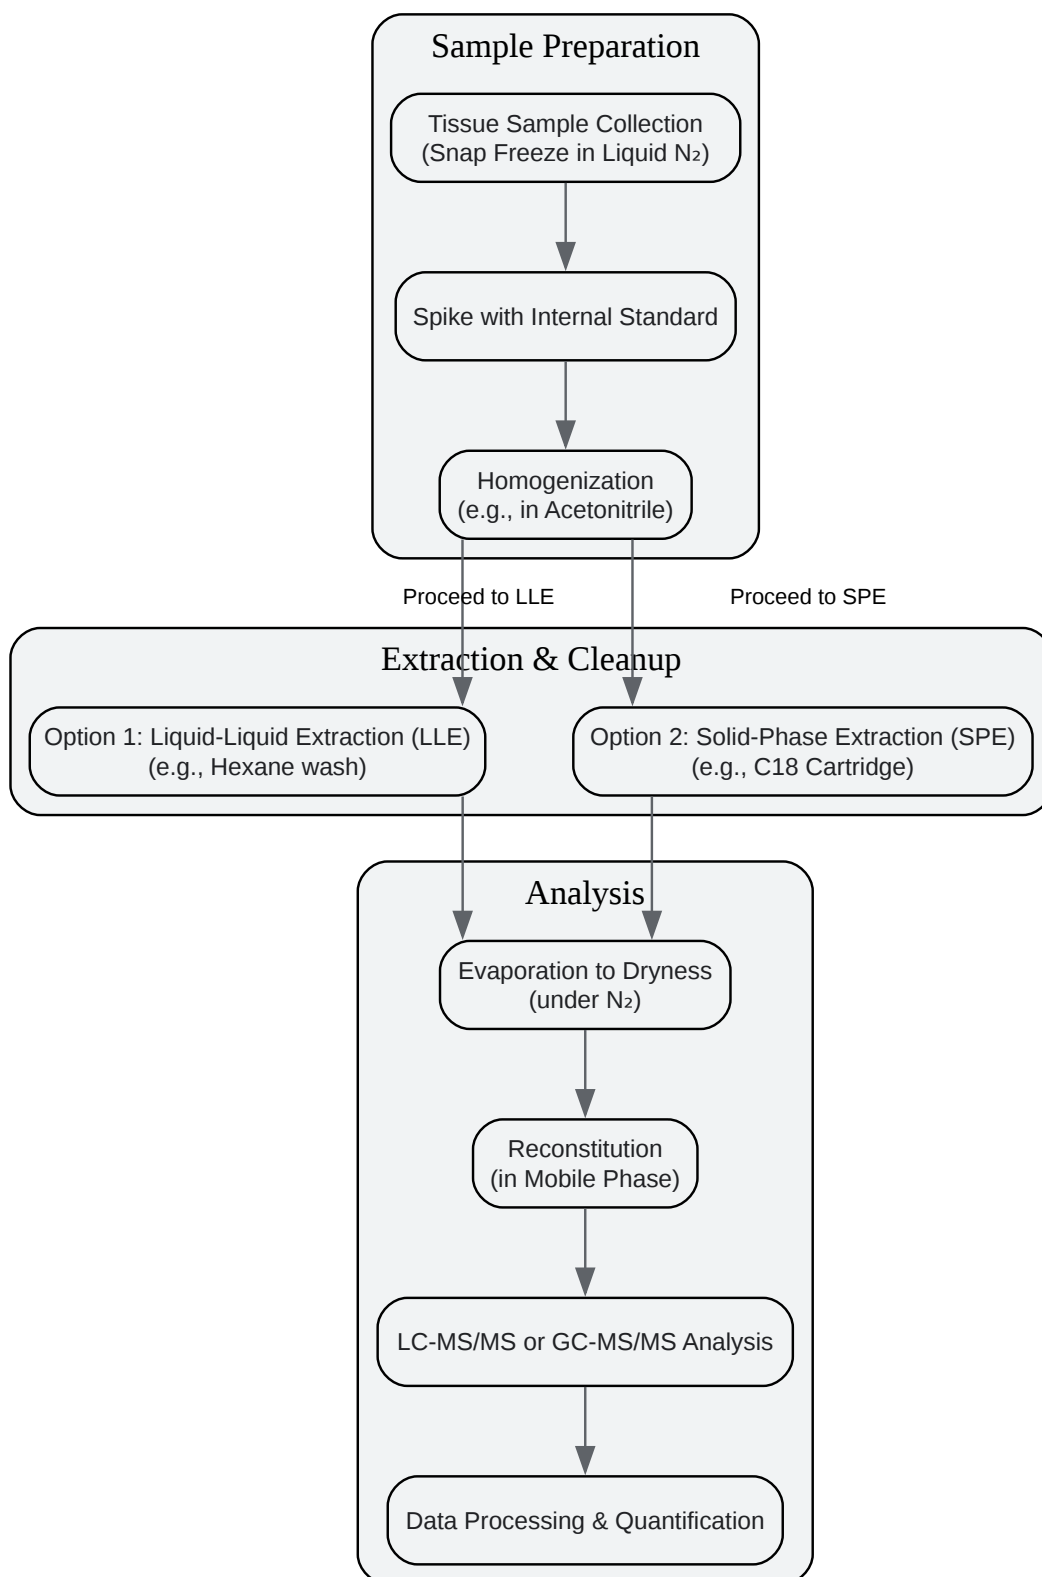 Sample Preparation
Tissue Sample Collection
(Snap Freeze in Liquid N₂)
Spike with Internal Standard
Homogenization
(e.g., in Acetonitrile)
Proceed to LLE
Proceed to SPE
Extraction & Cleanup
Option 1: Liquid-Liquid Extraction (LLE)
(e.g., Hexane wash)
Option 2: Solid-Phase Extraction (SPE)
(e.g., C18 Cartridge)
Analysis
Evaporation to Dryness
(under N₂)
Reconstitution
(in Mobile Phase)
LC-MS/MS or GC-MS/MS Analysis
Data Processing & Quantification